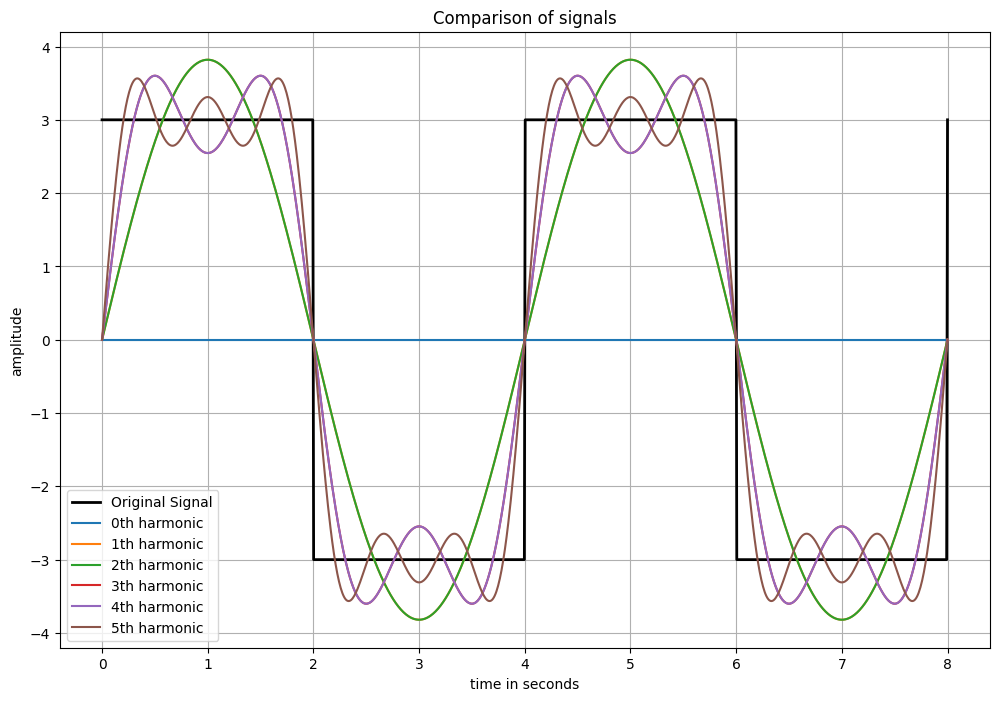 Comparison of signals
4
3
2
1
0
−1
−2
−3
−4
amplitude
Original Signal
0th harmonic
1th harmonic
2th harmonic
3th harmonic
4th harmonic
5th harmonic
0 1 2 3 4 5 6 7 8
time in seconds